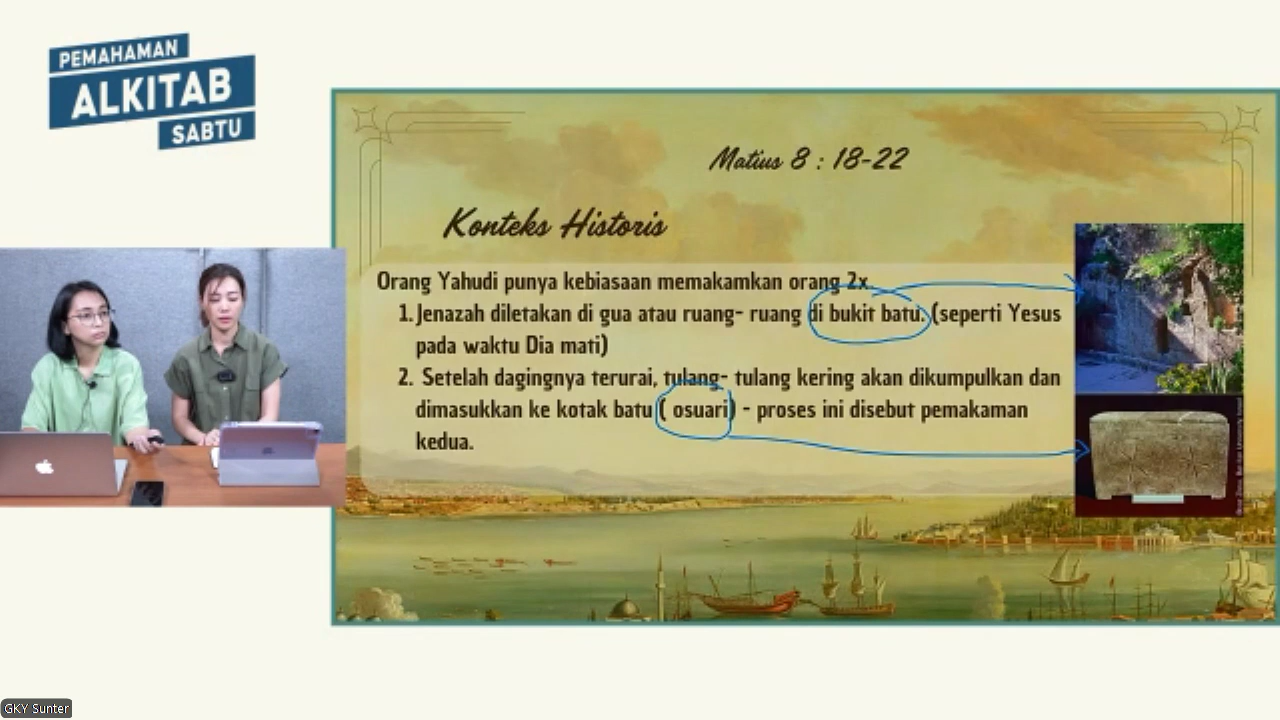 PEMAHAMAN
ALKITAB
SABTU
Matius 8 : 18-22
Konteks Historis
Orang Yahudi punya kebiasaan memakamkan orang 2x.
1. Jenazah diletakan di gua atau ruang- ruang di bukit batu. (seperti Yesus
pada waktu Dia mati)
2. Setelah dagingnya terurai, tulang- tulang kering akan dikumpulkan dan
dimasukkan ke kotak batu ( osuari) - proses ini disebut pemakaman
kedua.
GKY Sunter